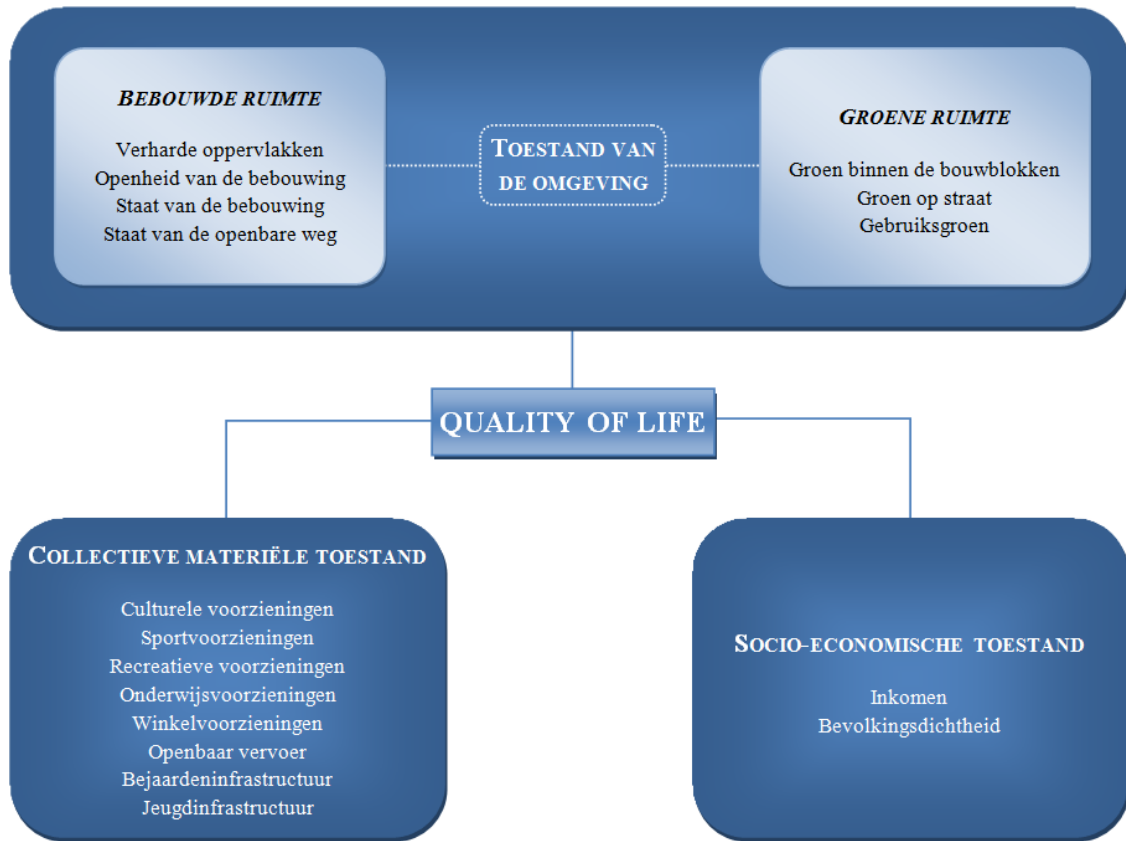 BEBOUWDE RUIMTE
Verharde oppervlakken
Openheid van de bebouwing
Staat van de bebouwing
Staat van de openbare weg
TOESTAND VAN
DE OMGEVING
GROENE RUIMTE
Groen binnen de bouwblokken
Groen op straat
Gebruiksgroen
QUALITY OF LIFE
COLLECTIEVE MATERIËLE TOESTAND
Culturele voorzieningen
Sportvoorzieningen
Recreatieve voorzieningen
Onderwijsvoorzieningen
Winkelvoorzieningen
Openbaar vervoer
Bejaardeninfrastructuur
Jeugdinfrastructuur
SOCIO-ECONOMISCHE TOESTAND
Inkomen
Bevolkingsdichtheid